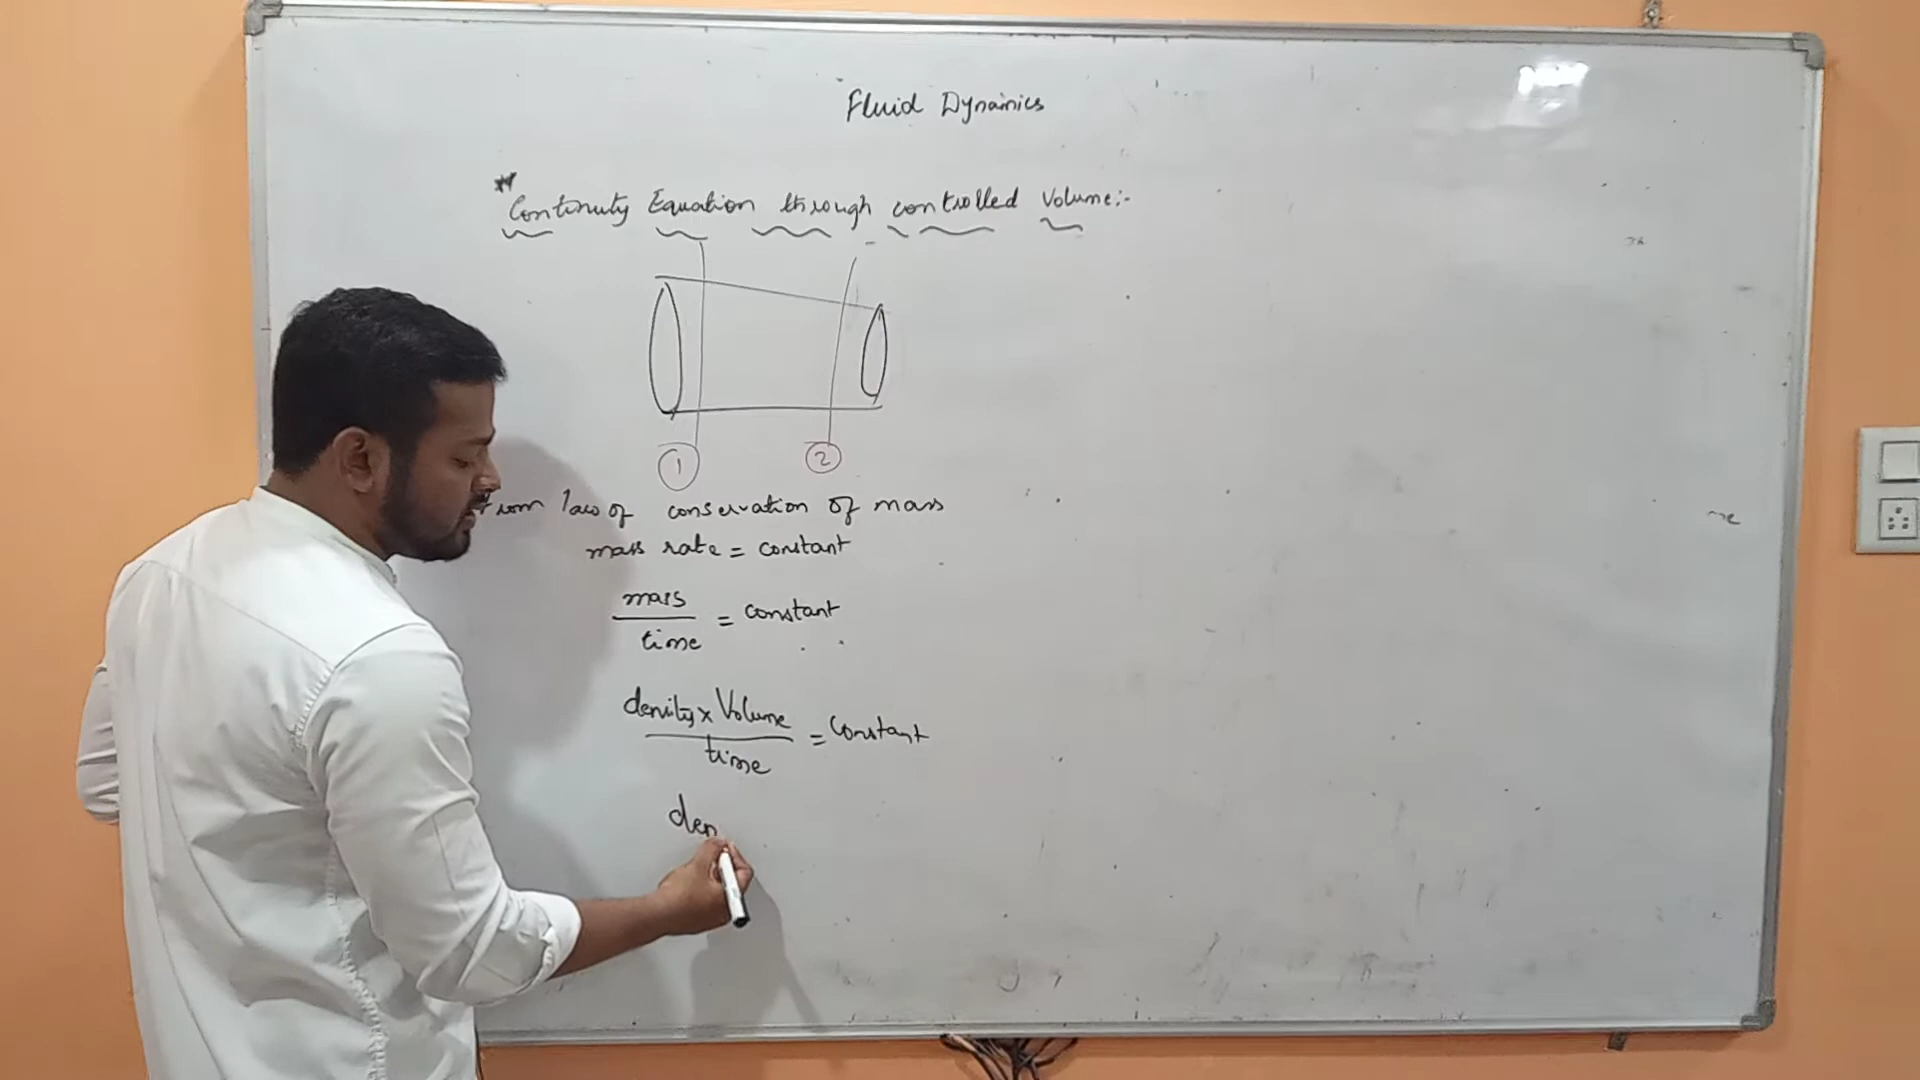 Fluid Dynamics
* Continuity Equation through controlled Volume:-
1 2
From law of conservation of mass
mass rate = constant
mass
time = constant
density x Volume
time = constant
den